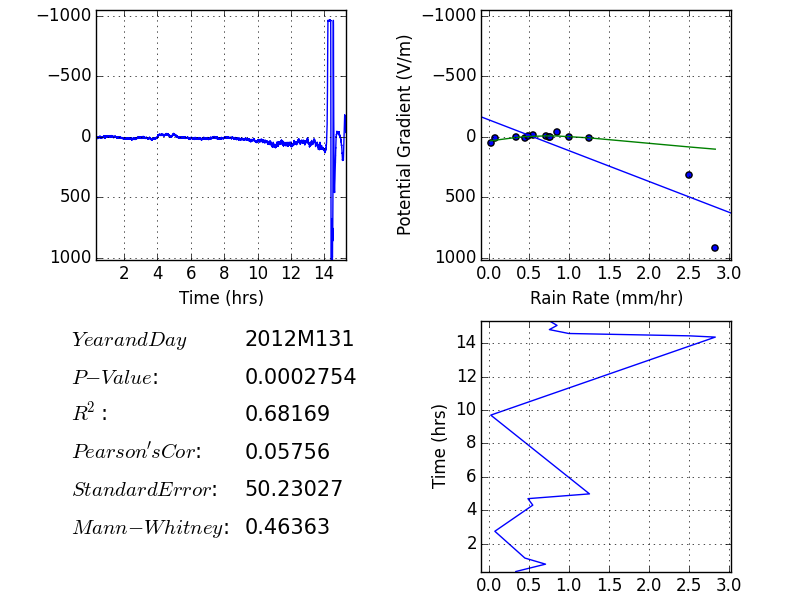 −1000
−500
0
500
1000
2 4 6 8 10 12 14
Time (hrs)
−1000
−500
0
500
1000
Potential Gradient (V/m)
0.0 0.5 1.0 1.5 2.0 2.5 3.0
Rain Rate (mm/hr)
YearandDay 2012M131
P−Value: 0.0002754
R²: 0.68169
Pearson′sCor: 0.05756
StandardError: 50.23027
Mann−Whitney: 0.46363
14
12
10
8
6
4
2
Time (hrs)
0.0 0.5 1.0 1.5 2.0 2.5 3.0